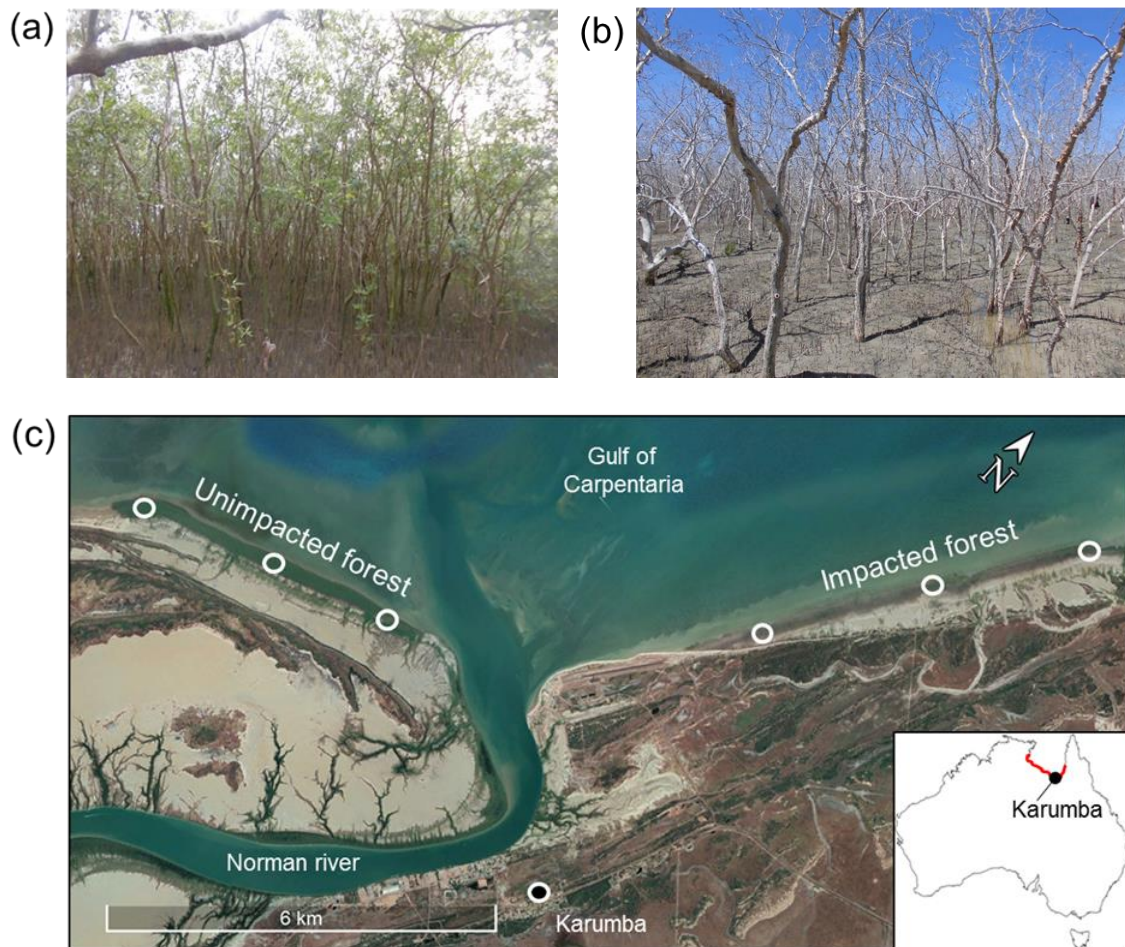 (a)
(b)
(c)
Gulf of
Carpentaria
N
Unimpacted forest
Impacted forest
Norman river
6 km
Karumba
Karumba